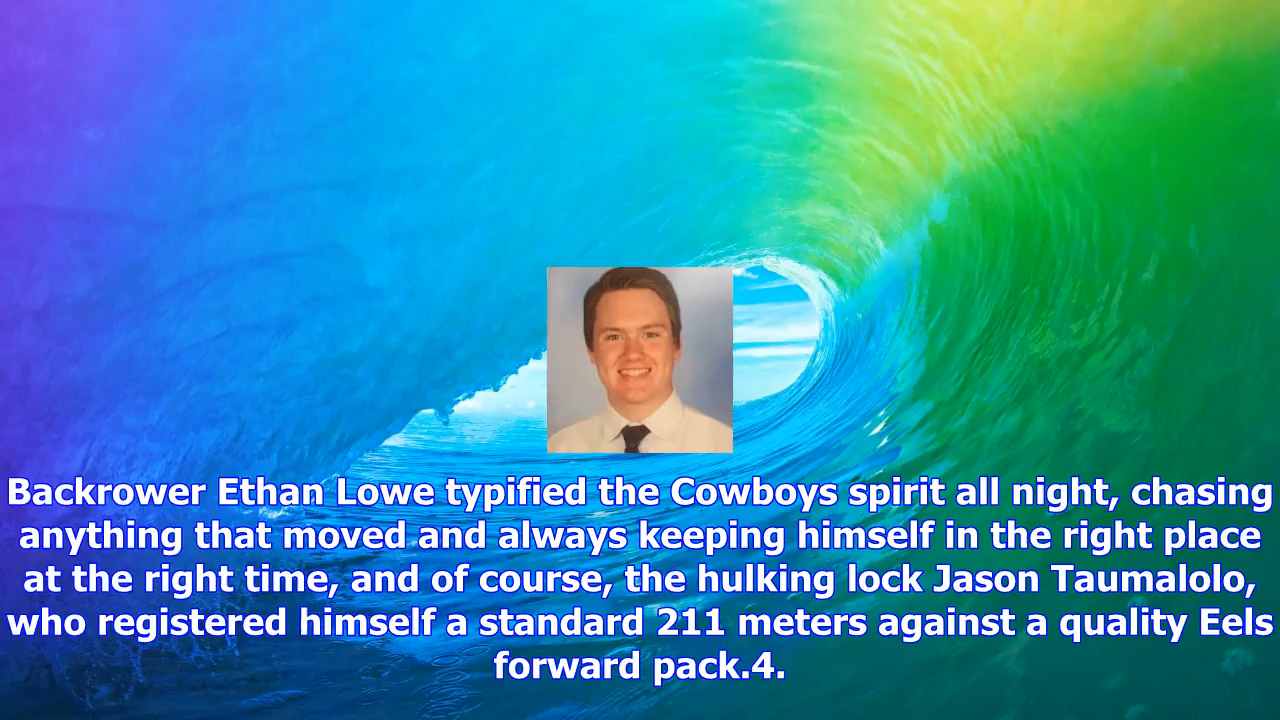 Backrower Ethan Lowe typified the Cowboys spirit all night, chasing
anything that moved and always keeping himself in the right place
at the right time, and of course, the hulking lock Jason Taumalolo,
who registered himself a standard 211 meters against a quality Eels
forward pack.4.